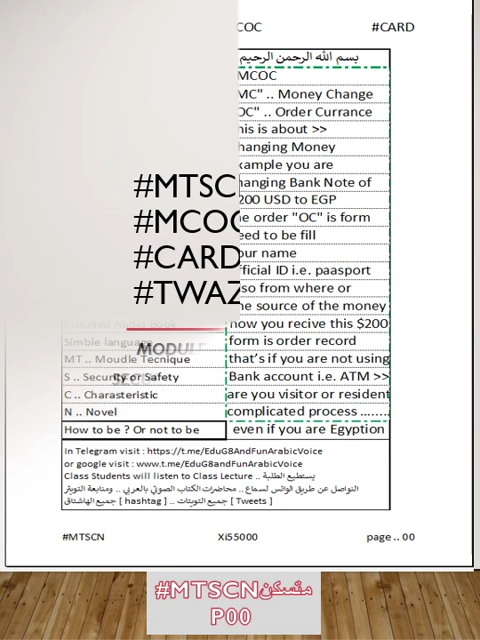 COC #CARD
بسم الله الرحمن الرحيم
MCOC
MC" .. Money Change
OC" .. Order Currance
his is about >>
hanging Money
xample you are
hanging Bank Note of
200 USD to EGP
he order "OC" is form
eed to be fill
our name
fficial ID i.e. paasport
so from where or
he source of the money
how you recive this $200
form is order record
that's if you are not using
Bank account i.e. ATM >>
are you visitor or resident
complicated process .......
even if you are Egyption
#MTSC
#MCOC
#CARD
#TWAZ
MODUL
Included Audio Book
Simble language
MT .. Moudle Tecnique
S .. Security or Safety
C .. Charasteristic
N .. Novel
How to be ? Or not to be
In Telegram visit : https://t.me/EduG8AndFunArabicVoice
or google visit : www.t.me/EduG8AndFunArabicVoice
Class Students will listen to Class Lecture .. يستطيع الطلبة
التواصل عن طريق الواتس لسماع .. محاضرات الكتاب الصوتي بالعربي .. ومتابعة التويتر
جميع الهاشتاق [ hashtag ] .. جميع التويتات [ Tweets ]
#MTSCN Xi55000 page .. 00
#MTSCN متسكن
P00